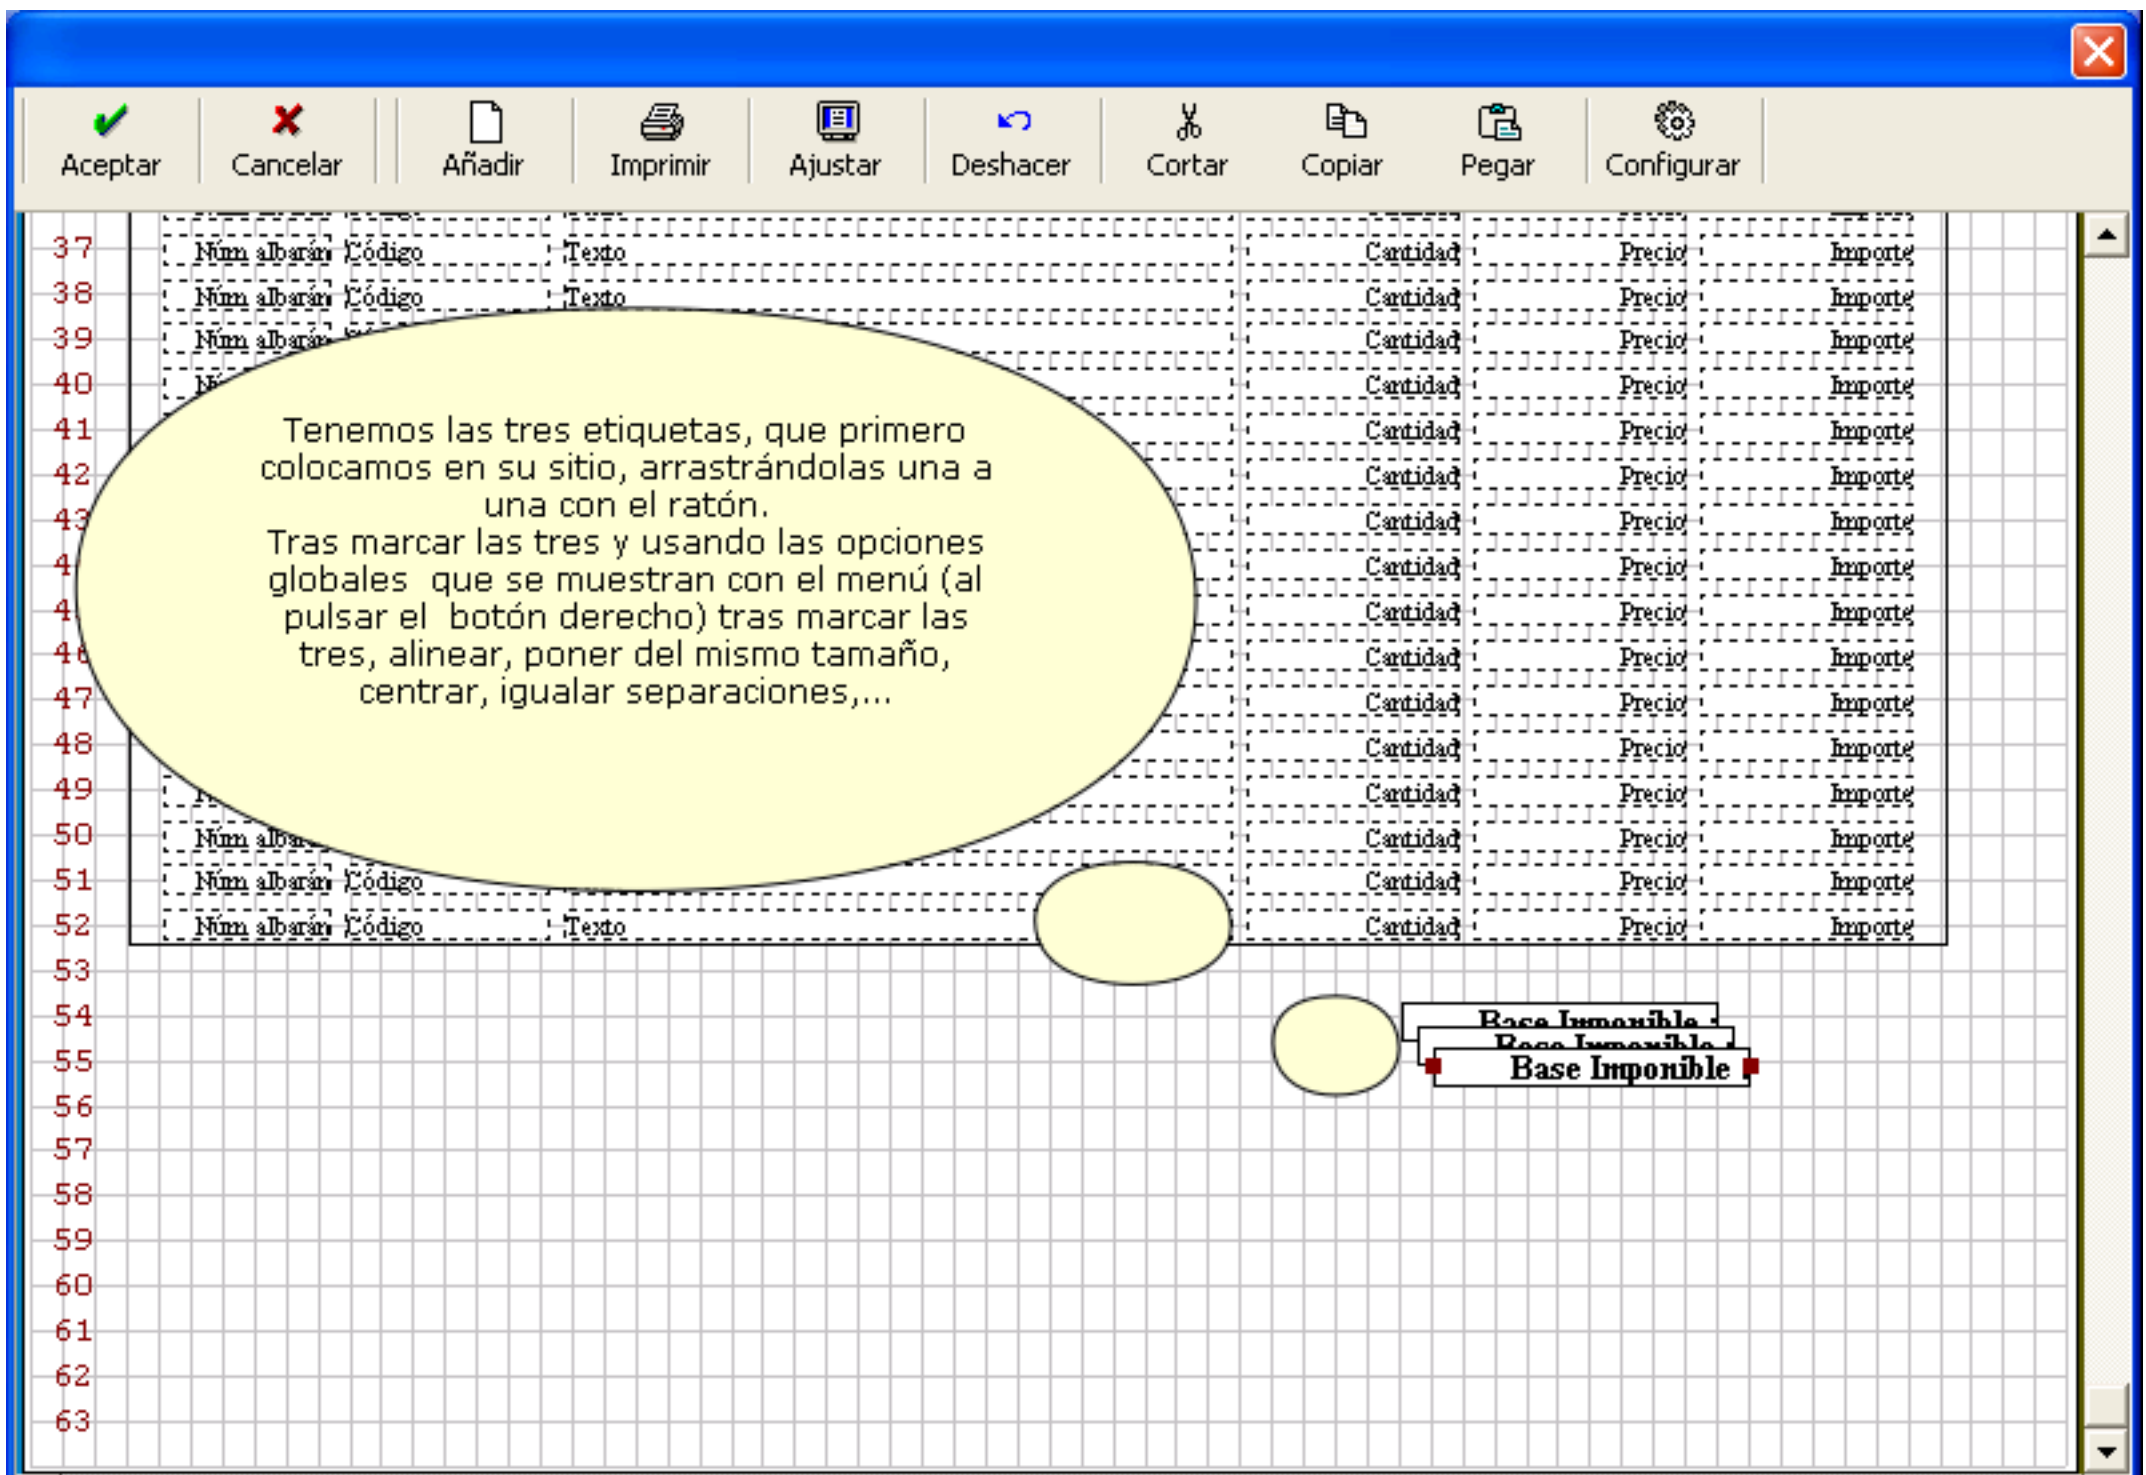 Aceptar Cancelar Añadir Imprimir Ajustar Deshacer Cortar Copiar Pegar Configurar
37 Núm albarán Código Texto Cantidad Precio Importe
38 Núm albarán Código Texto Cantidad Precio Importe
39 Núm albarán Cantidad Precio Importe
40 Cantidad Precio Importe
41 Cantidad Precio Importe
42 Cantidad Precio Importe
43 Cantidad Precio Importe
Cantidad Precio Importe
Cantidad Precio Importe
46 Cantidad Precio Importe
47 Cantidad Precio Importe
48 Cantidad Precio Importe
49 Cantidad Precio Importe
50 Núm Cantidad Precio Importe
51 Núm albarán Código Cantidad Precio Importe
52 Núm albarán Código Texto Cantidad Precio Importe
Tenemos las tres etiquetas, que primero
colocamos en su sitio, arrastrándolas una a
una con el ratón.
Tras marcar las tres y usando las opciones
globales que se muestran con el menú (al
pulsar el botón derecho) tras marcar las
tres, alinear, poner del mismo tamaño,
centrar, igualar separaciones,...
53
54 Base Imponible :
Base Imponible :
55 Base Imponible
56
57
58
59
60
61
62
63